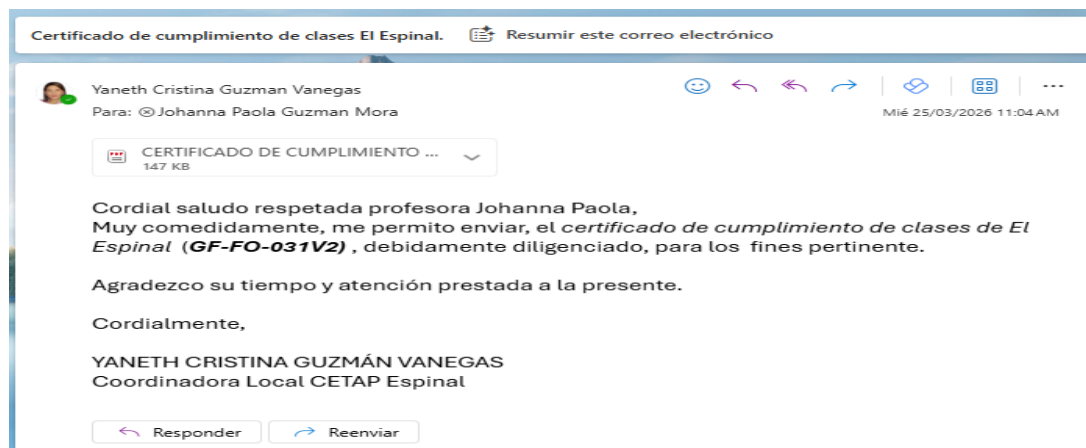 Certificado de cumplimiento de clases El Espinal. Resumir este correo electrónico
Yaneth Cristina Guzman Vanegas
Para: Johanna Paola Guzman Mora
Mié 25/03/2026 11:04 AM
CERTIFICADO DE CUMPLIMIENTO ...
147 KB
Cordial saludo respetada profesora Johanna Paola,
Muy comedidamente, me permito enviar, el certificado de cumplimiento de clases de El
Espinal (GF-FO-031V2) , debidamente diligenciado, para los fines pertinente.
Agradezco su tiempo y atención prestada a la presente.
Cordialmente,
YANETH CRISTINA GUZMÁN VANEGAS
Coordinadora Local CETAP Espinal
Responder Reenviar